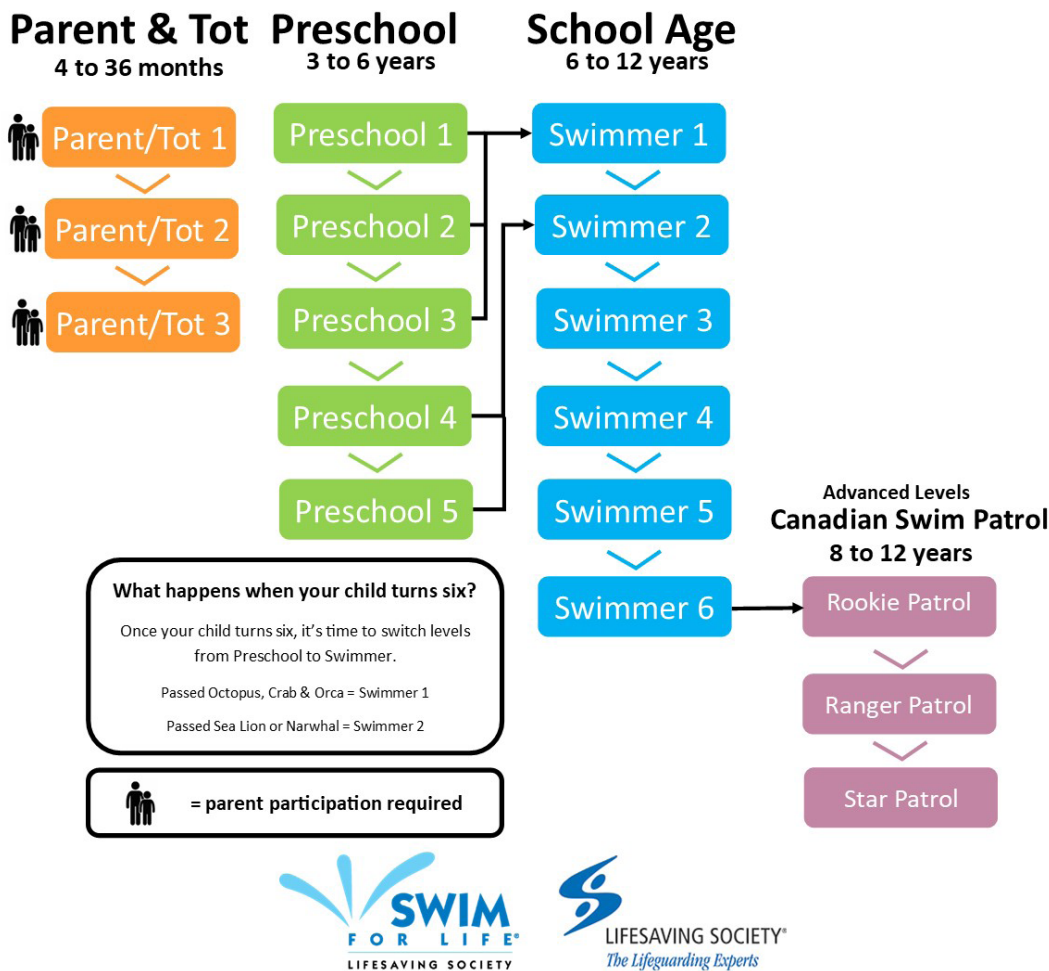 Parent & Tot
4 to 36 months
Parent/Tot 1
Parent/Tot 2
Parent/Tot 3
Preschool
3 to 6 years
Preschool 1
Preschool 2
Preschool 3
Preschool 4
Preschool 5
School Age
6 to 12 years
Swimmer 1
Swimmer 2
Swimmer 3
Swimmer 4
Swimmer 5
Swimmer 6
Advanced Levels
Canadian Swim Patrol
8 to 12 years
Rookie Patrol
Ranger Patrol
Star Patrol
What happens when your child turns six?
Once your child turns six, it’s time to switch levels
from Preschool to Swimmer.
Passed Octopus, Crab & Orca = Swimmer 1
Passed Sea Lion or Narwhal = Swimmer 2
= parent participation required
SWIM
FOR LIFE®
LIFESAVING SOCIETY
LIFESAVING SOCIETY®
The Lifeguarding Experts